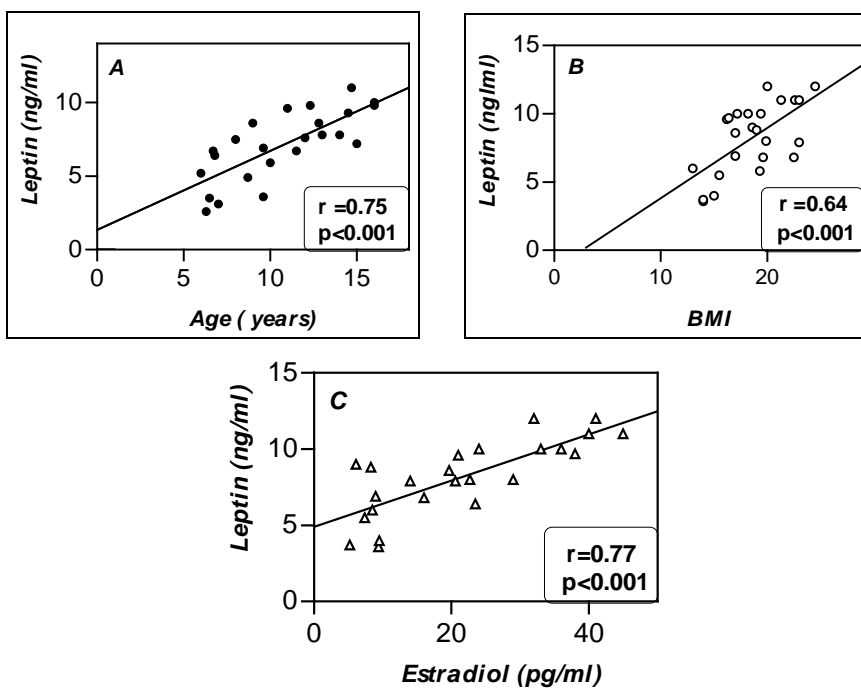 A
Leptin (ng/ml)
10
5
0
r =0.75
p<0.001
0 5 10 15
Age ( years)
B
Leptin (nglml)
15
10
5
0
r =0.64
p<0.001
0 10 20
BMI
C
Leptin (ng/ml)
15
10
5
0
r=0.77
p<0.001
0 20 40
Estradiol (pg/ml)